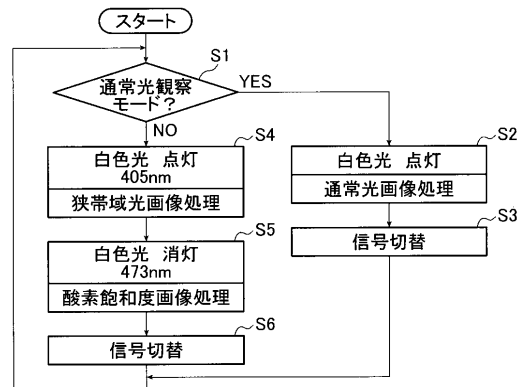 スタート
S1
通常光観察
モード?
YES
NO
S4
白色光 点灯
405nm
狭帯域光画像処理
S2
白色光 点灯
通常光画像処理
S5
白色光 消灯
473nm
酸素飽和度画像処理
S3
信号切替
S6
信号切替